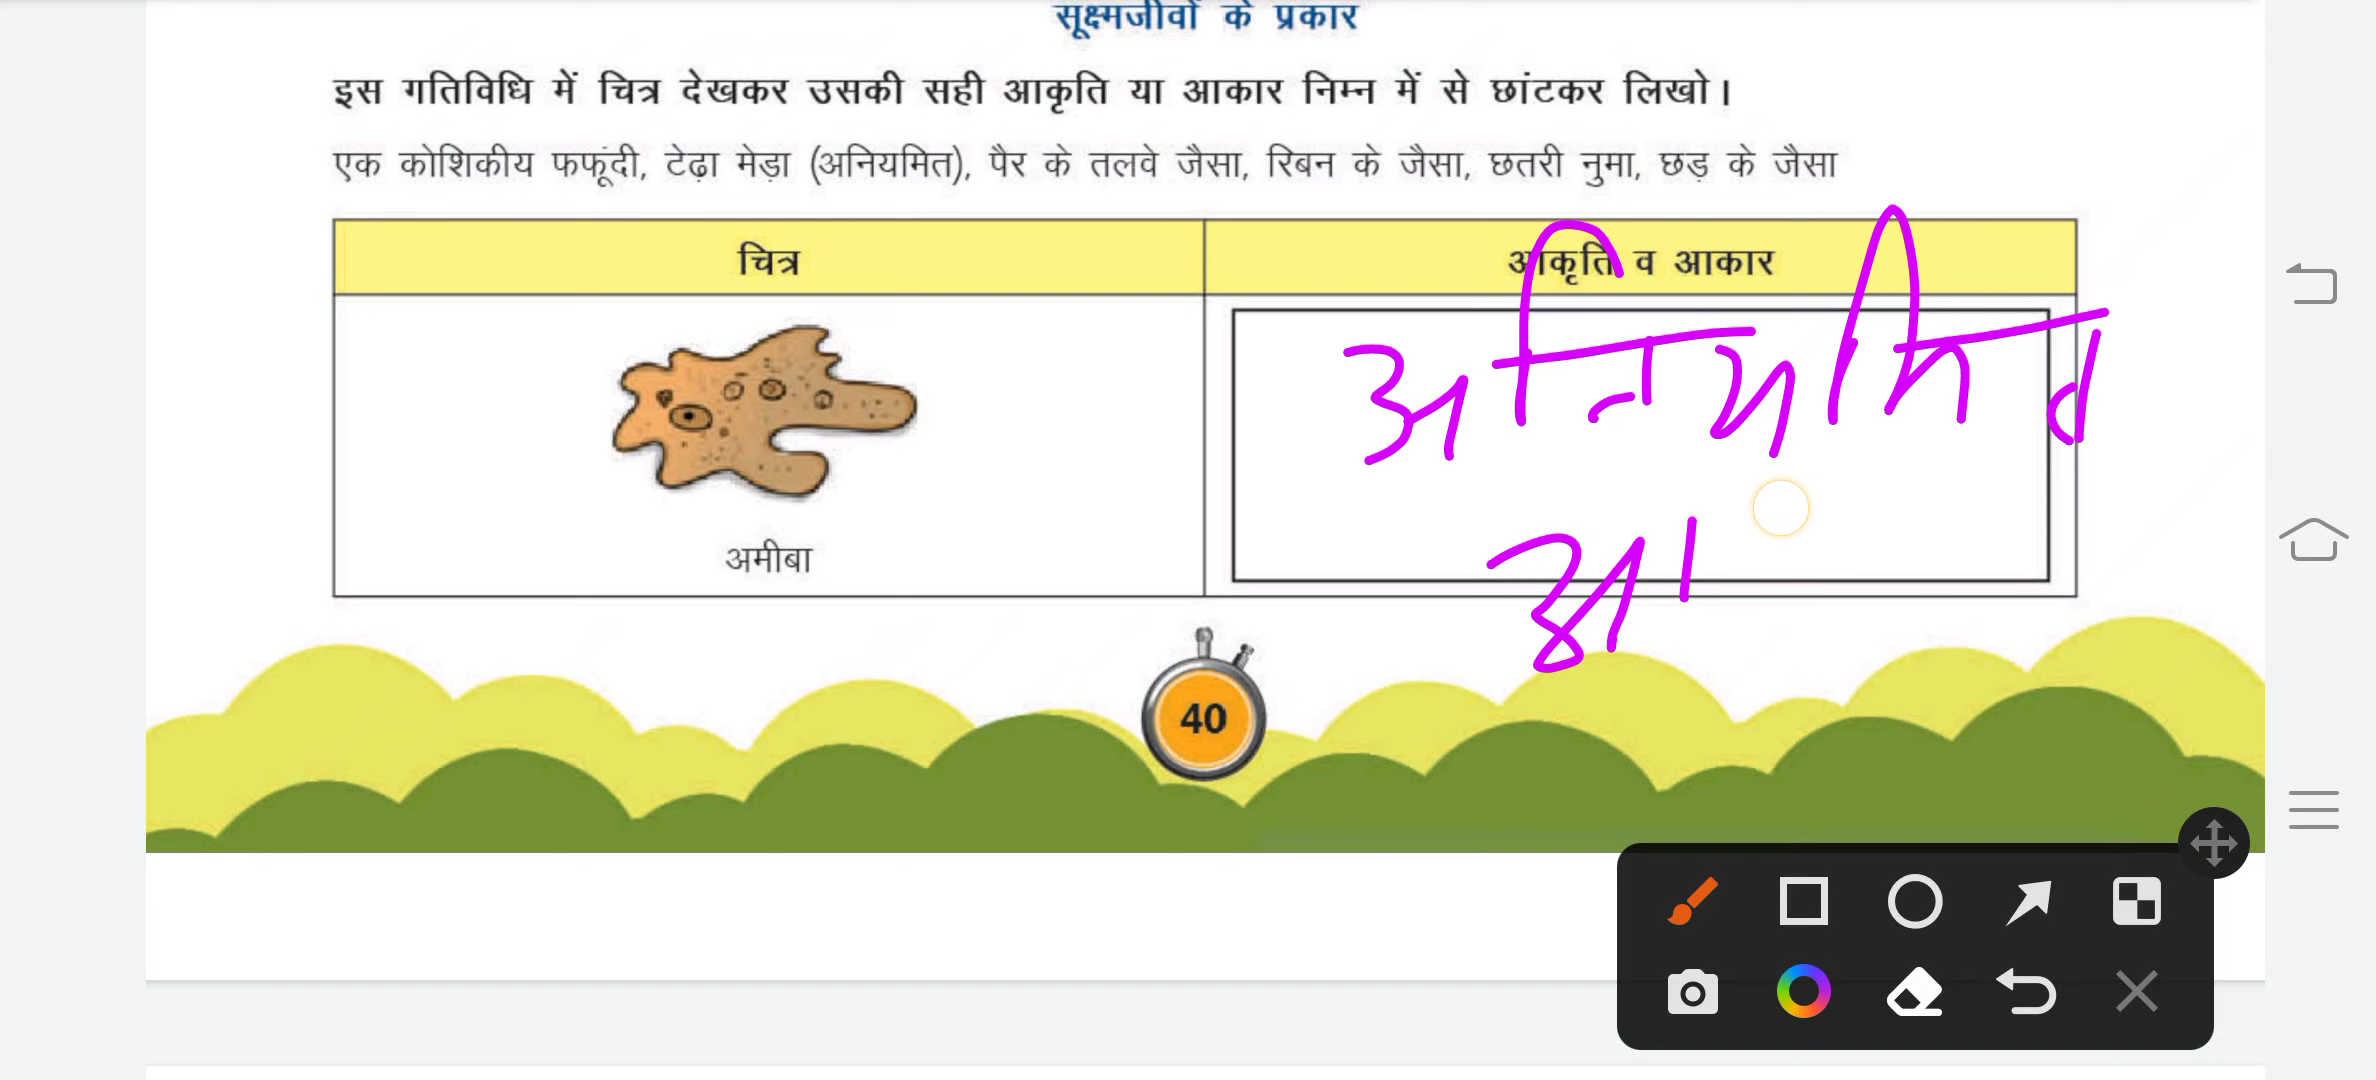 सूक्ष्मजीवों के प्रकार
इस गतिविधि में चित्र देखकर उसकी सही आकृति या आकार निम्न में से छांटकर लिखो।
एक कोशिकीय फफूंदी, टेढ़ा मेड़ा (अनियमित), पैर के तलवे जैसा, रिबन के जैसा, छतरी नुमा, छड़ के जैसा
चित्र
आकृति व आकार
अनियमित
आ
अमीबा
40